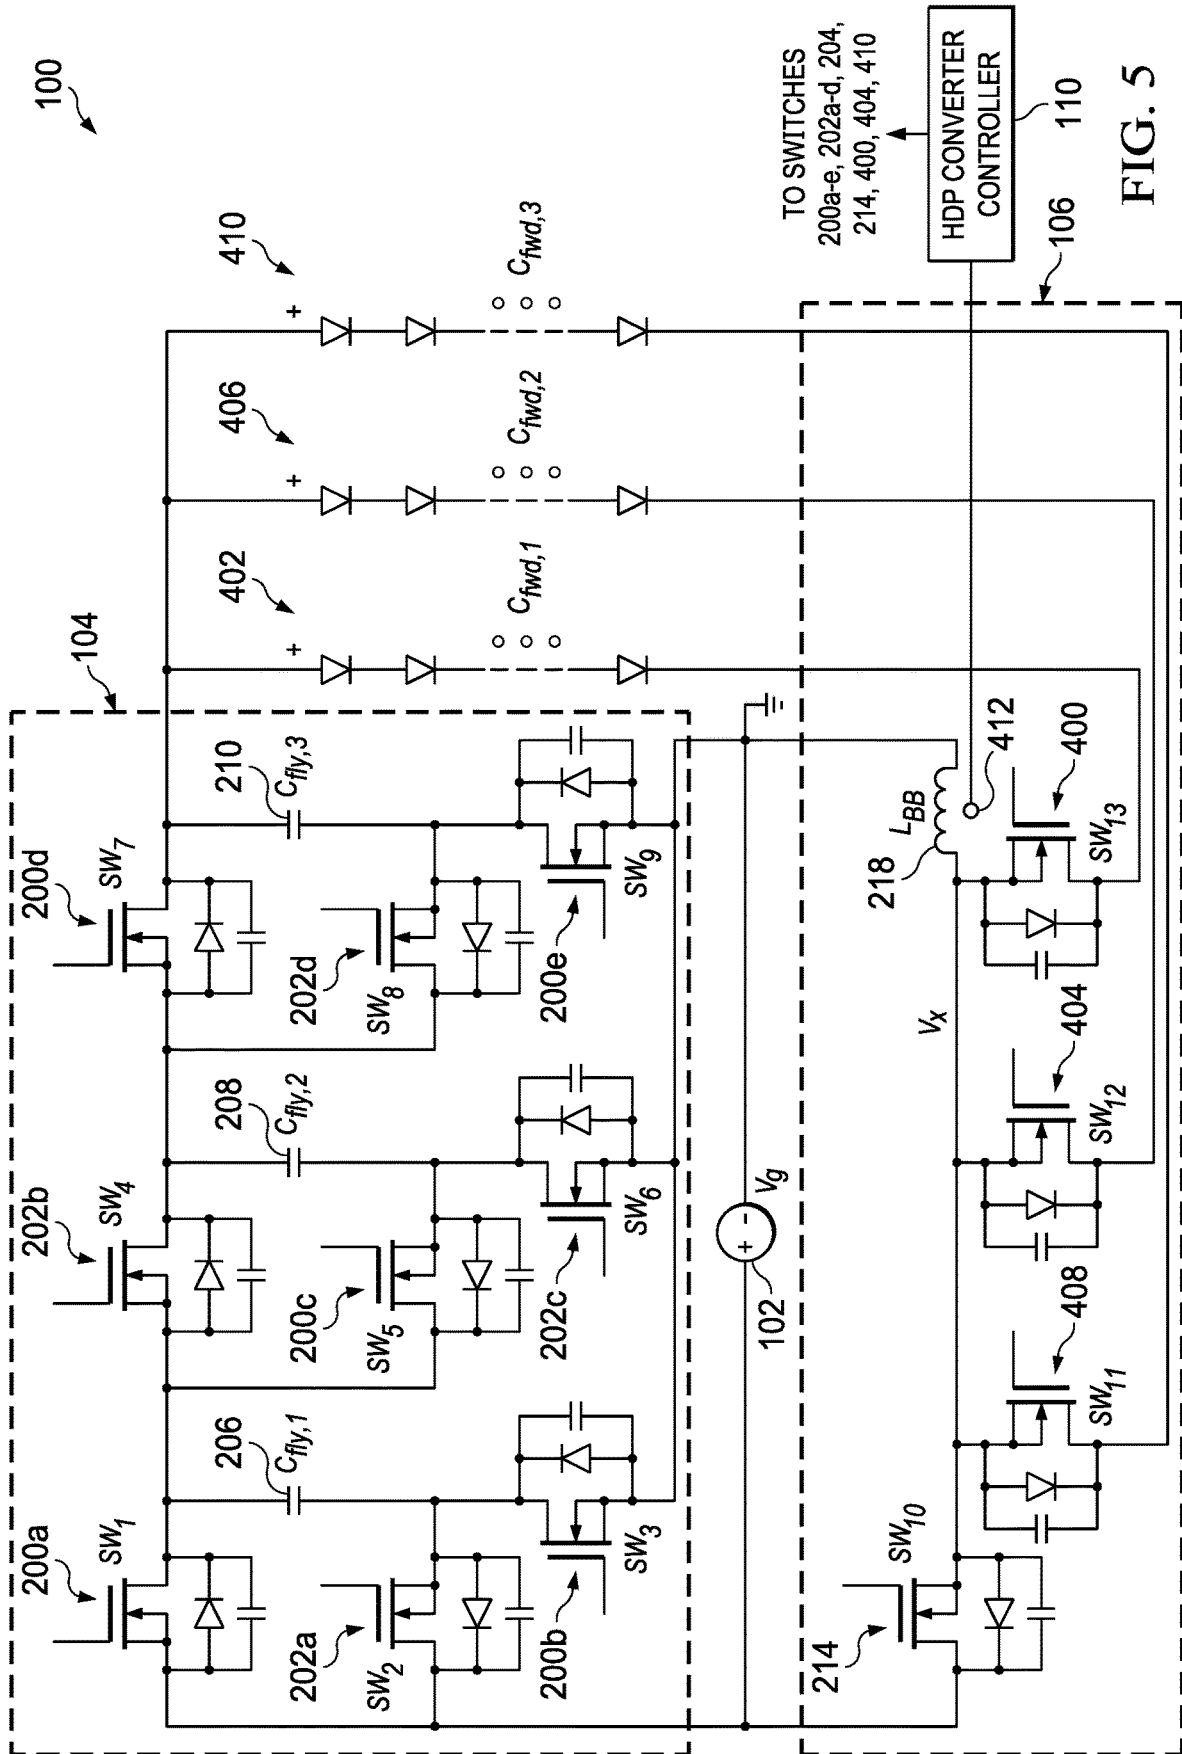 100
104
200a
SW1
202a
SW2
200b
SW3
206
Cfly,1
202b
SW4
200c
SW5
202c
SW6
208
Cfly,2
200d
SW7
202d
SW8
200e
SW9
210
Cfly,3
402
+
Cfwd,1
406
+
Cfwd,2
410
+
Cfwd,3
102
+ -
Vg
214
SW10
408
SW11
404
SW12
400
SW13
Vx
218
LBB
412
106
TO SWITCHES
200a-e, 202a-d, 204,
214, 400, 404, 410
HDP CONVERTER
CONTROLLER
110
FIG. 5